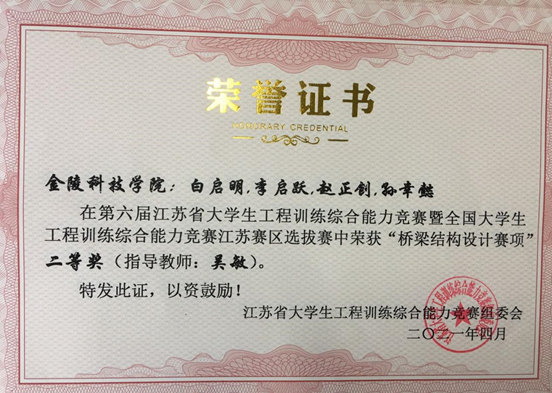 荣誉证书
HONURARY CREDENTIAL
金陵科技学院：白启明,李启跃,赵正创,孙幸懿
在第六届江苏省大学生工程训练综合能力竞赛暨全国大学生
工程训练综合能力竞赛江苏赛区选拔赛中荣获“桥梁结构设计赛项”
二等奖（指导教师：吴敏）。
特发此证，以资鼓励！
江苏省大学生工程训练综合能力竞赛组委会
二〇二一年四月